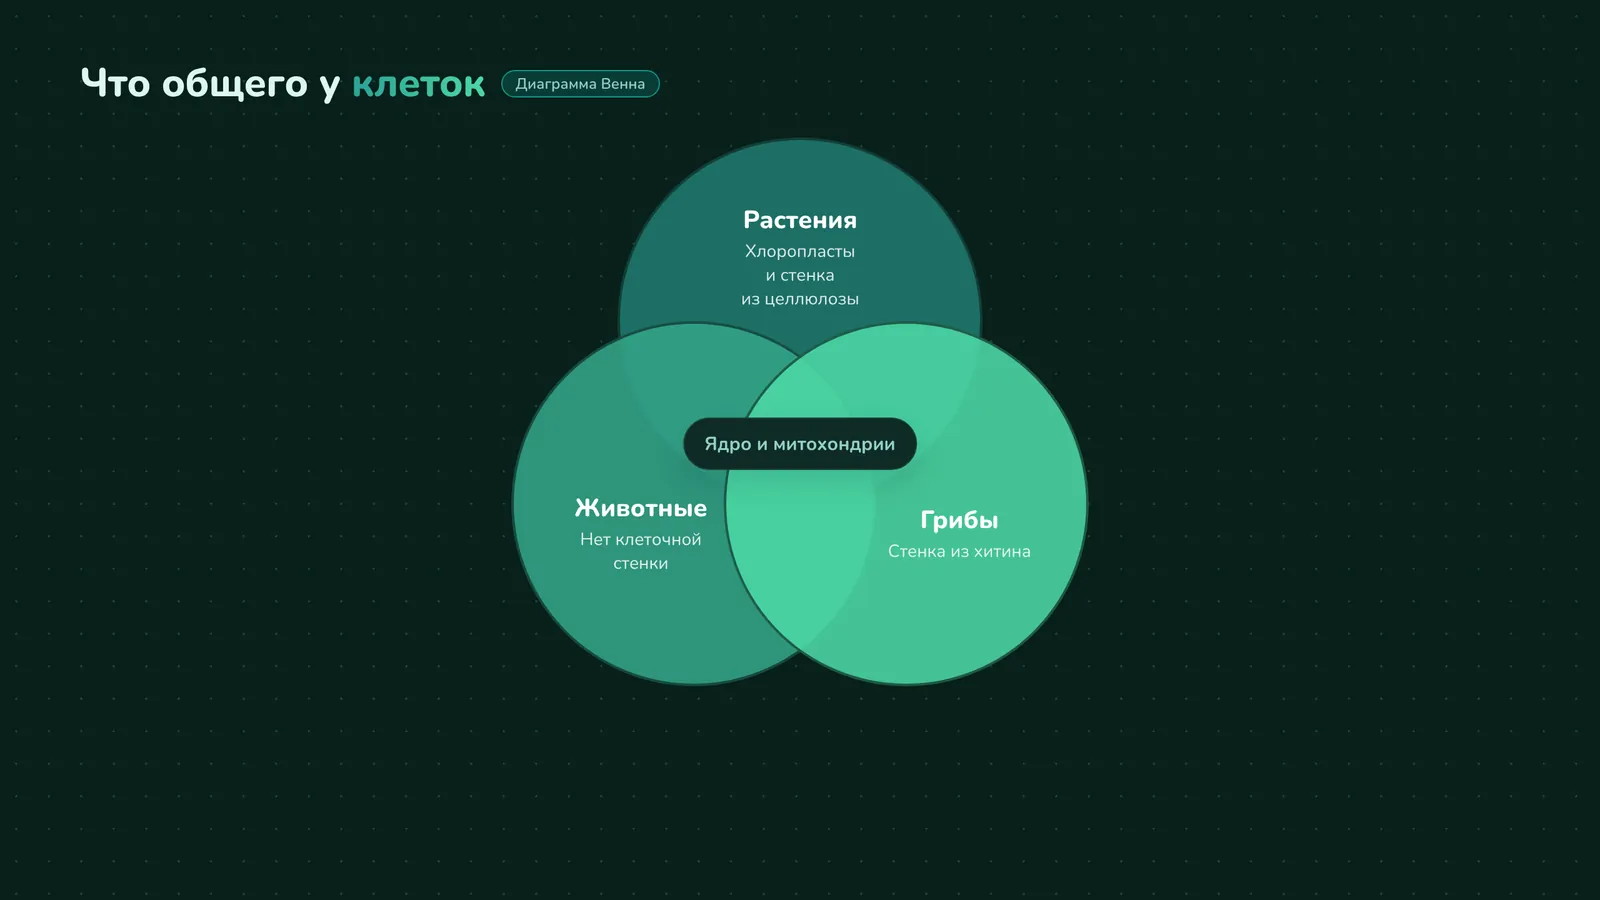 Что общего у клеток
Диаграмма Венна
Растения
Хлоропласты
и стенка
из целлюлозы
Ядро и митохондрии
Животные
Нет клеточной
стенки
Грибы
Стенка из хитина